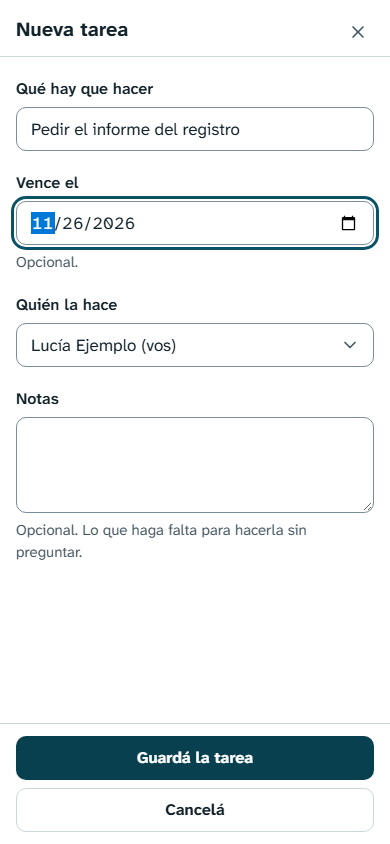 Nueva tarea
Qué hay que hacer
Pedir el informe del registro
Vence el
11/26/2026
Opcional.
Quién la hace
Lucía Ejemplo (vos)
Notas
Opcional. Lo que haga falta para hacerla sin
preguntar.
Guardá la tarea
Cancelá